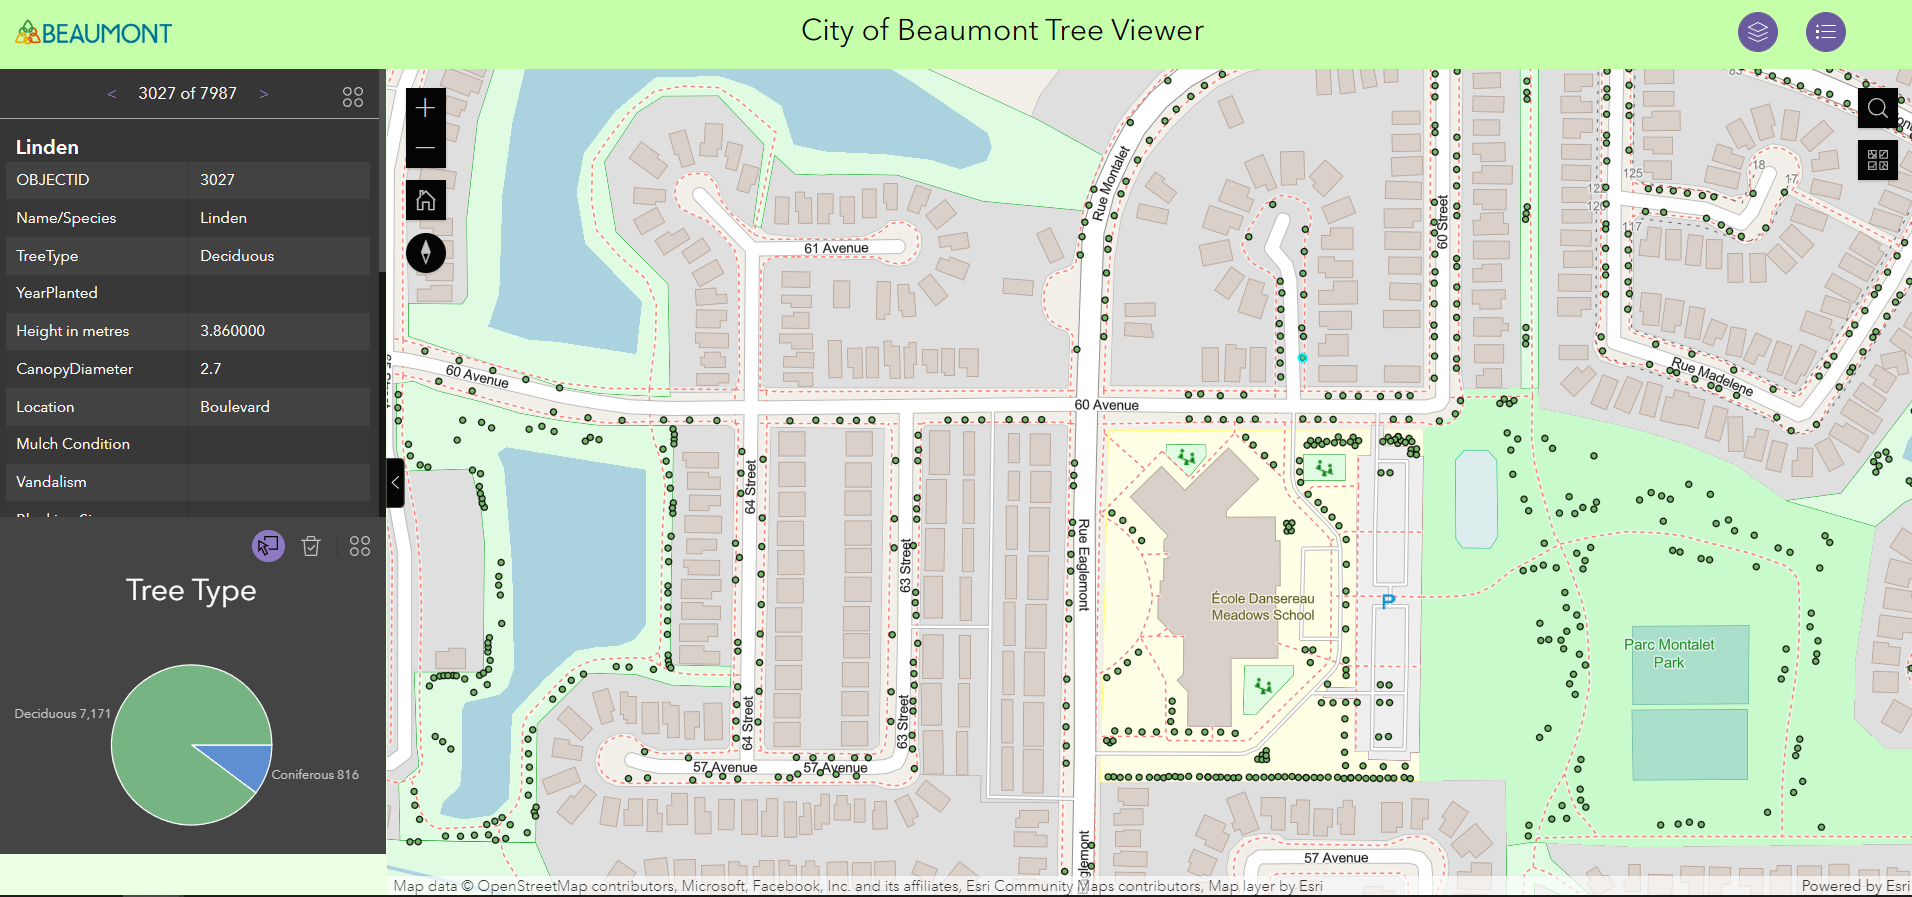 BEAUMONT
City of Beaumont Tree Viewer
< 3027 of 7987 >
Linden
OBJECTID 3027
Name/Species Linden
TreeType Deciduous
YearPlanted
Height in metres 3.860000
CanopyDiameter 2.7
Location Boulevard
Mulch Condition
Vandalism
Tree Type
Deciduous 7,171
Coniferous 816
Rue Montalet
60 Street
61 Avenue
60 Avenue
60 Avenue
125
117
18
17
Rue Madelene
64 Street
63 Street
Rue Eaglemont
École Dansereau
Meadows School
P
Parc Montalet
Park
64 Street
63 Street
57 Avenue
57 Avenue
57 Avenue
Map data © OpenStreetMap contributors, Microsoft, Facebook, Inc. and its affiliates, Esri Community Maps contributors, Map layer by Esri
Powered by Esri